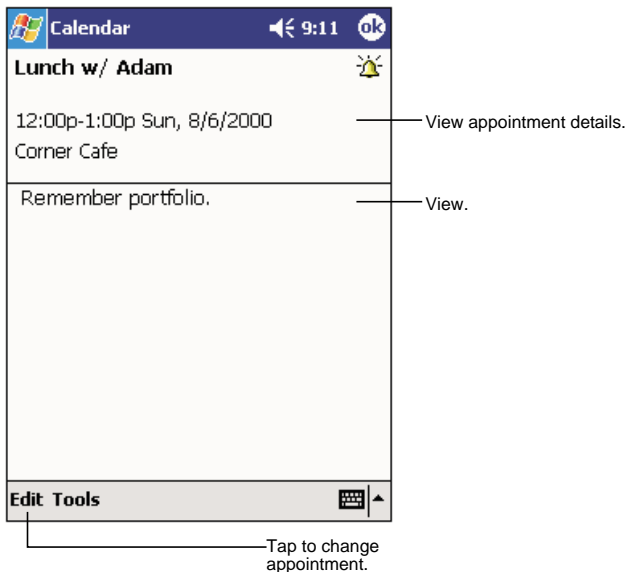 Calendar 9:11 ok
Lunch w/ Adam
12:00p-1:00p Sun, 8/6/2000
View appointment details.
Corner Cafe
Remember portfolio.
View.
Edit Tools
Tap to change
appointment.